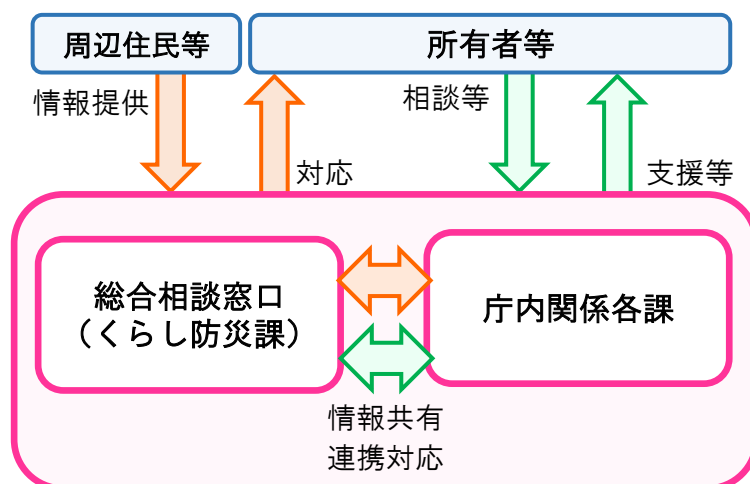 周辺住民等
所有者等
情報提供
相談等
対応
支援等
総合相談窓口
（くらし防災課）
庁内関係各課
情報共有
連携対応